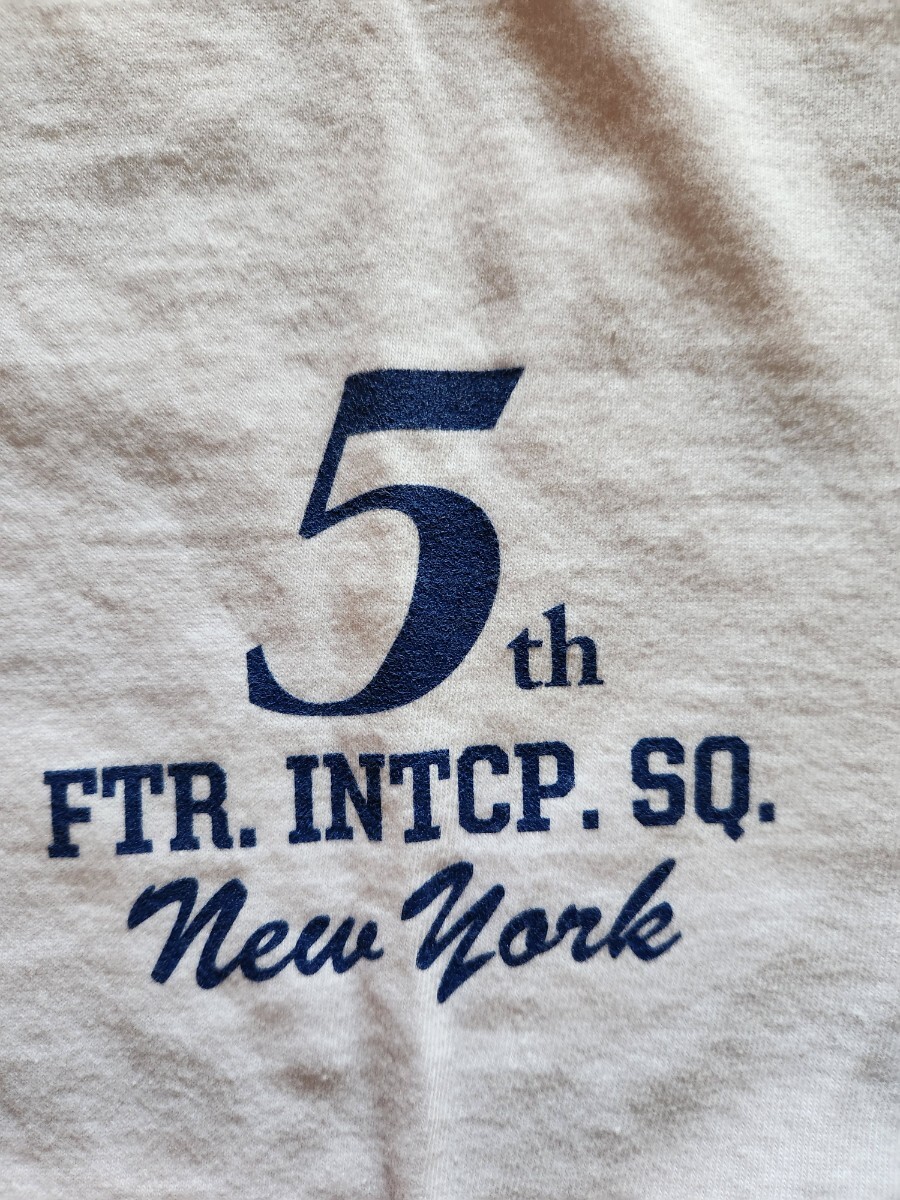 5th
FTR. INTCP. SQ.
New York